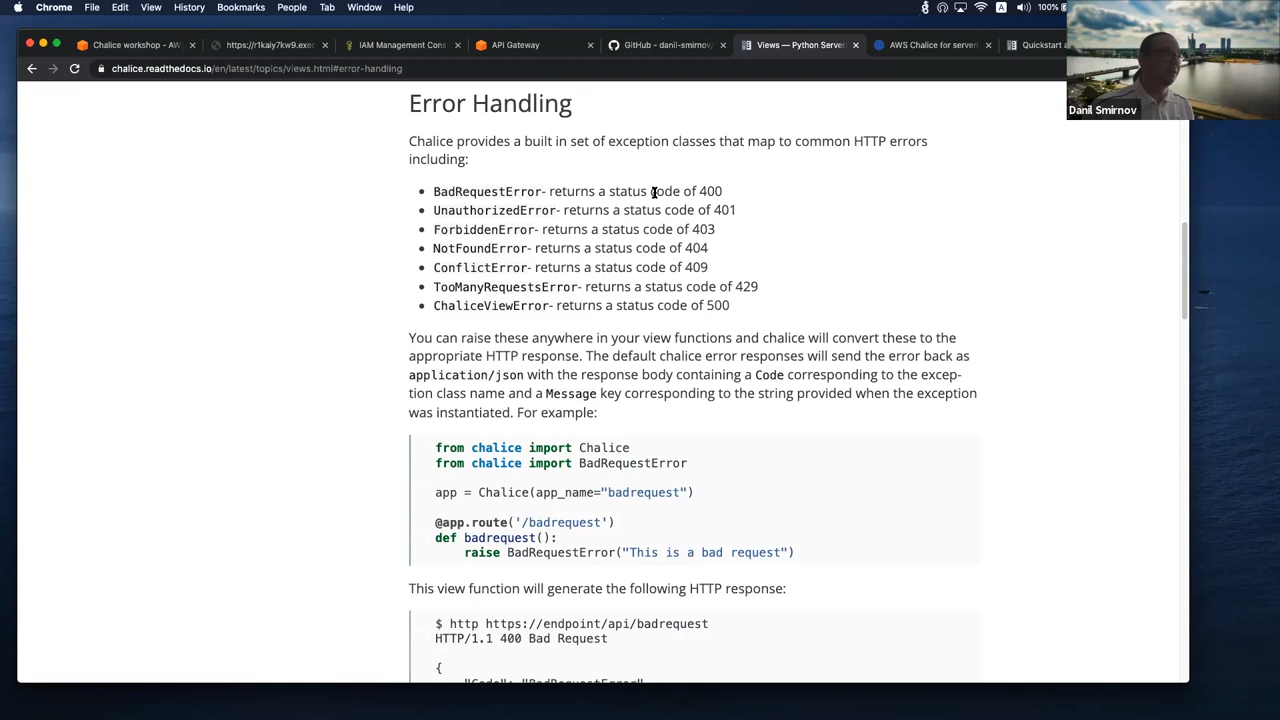 Chrome File Edit View History Bookmarks People Tab Window Help
A 100%
Chalice workshop - AW
https://r1kaiy7kw9.exec
IAM Management Cons
API Gateway
GitHub - danil-smirnov/
Views — Python Server
AWS Chalice for server
Quickstart a
chalice.readthedocs.io/en/latest/topics/views.html#error-handling
Danil Smirnov
Error Handling
Chalice provides a built in set of exception classes that map to common HTTP errors
including:
• BadRequestError- returns a status code of 400
• UnauthorizedError- returns a status code of 401
• ForbiddenError- returns a status code of 403
• NotFoundError- returns a status code of 404
• ConflictError- returns a status code of 409
• TooManyRequestsError- returns a status code of 429
• ChaliceViewError- returns a status code of 500
You can raise these anywhere in your view functions and chalice will convert these to the
appropriate HTTP response. The default chalice error responses will send the error back as
application/json with the response body containing a Code corresponding to the excep-
tion class name and a Message key corresponding to the string provided when the exception
was instantiated. For example:
from chalice import Chalice
from chalice import BadRequestError
app = Chalice(app_name="badrequest")
@app.route('/badrequest')
def badrequest():
raise BadRequestError("This is a bad request")
This view function will generate the following HTTP response:
$ http https://endpoint/api/badrequest
HTTP/1.1 400 Bad Request
{
"Code": "BadRequestError"